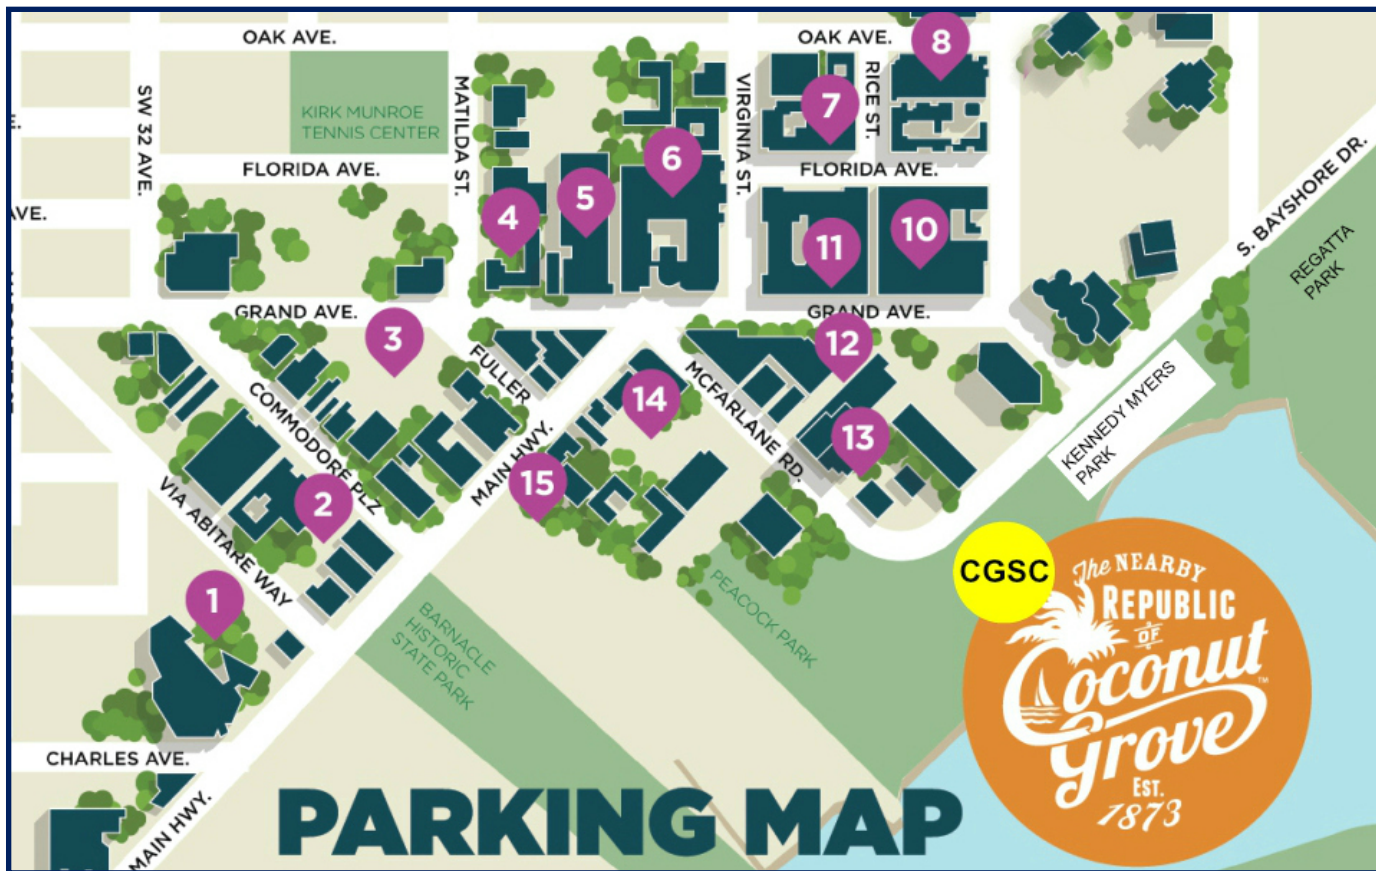 OAK AVE.
OAK AVE.
8
SW 32 AVE.
KIRK MUNROE
TENNIS CENTER
MATILDA ST.
VIRGINIA ST.
7
RICE ST.
6
FLORIDA AVE.
FLORIDA AVE.
S. BAYSHORE DR.
AVE.
5
4
11
10
REGATTA
PARK
GRAND AVE.
GRAND AVE.
3
12
FULLER
COMMODORE PLZ
MAIN HWY.
14
MCFARLANE RD.
13
KENNEDY MYERS
PARK
15
2
VIA ABITARE WAY
1
CGSC
The NEARBY
REPUBLIC
OF
Coconut
Grove
TM
EST.
1873
PEACOCK PARK
BARNACLE
HISTORIC
STATE PARK
CHARLES AVE.
MAIN HWY.
PARKING MAP